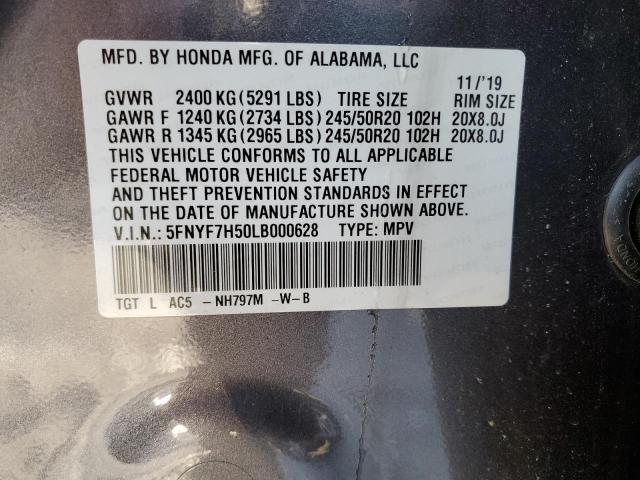 MFD. BY HONDA MFG. OF ALABAMA, LLC
11/'19
GVWR 2400 KG (5291 LBS) TIRE SIZE RIM SIZE
GAWR F 1240 KG (2734 LBS) 245/50R20 102H 20X8.0J
GAWR R 1345 KG (2965 LBS) 245/50R20 102H 20X8.0J
THIS VEHICLE CONFORMS TO ALL APPLICABLE
FEDERAL MOTOR VEHICLE SAFETY
AND THEFT PREVENTION STANDARDS IN EFFECT
ON THE DATE OF MANUFACTURE SHOWN ABOVE.
V.I.N.: 5FNYF7H50LB000628 TYPE: MPV
TGT L AC5 -NH797M -W-B